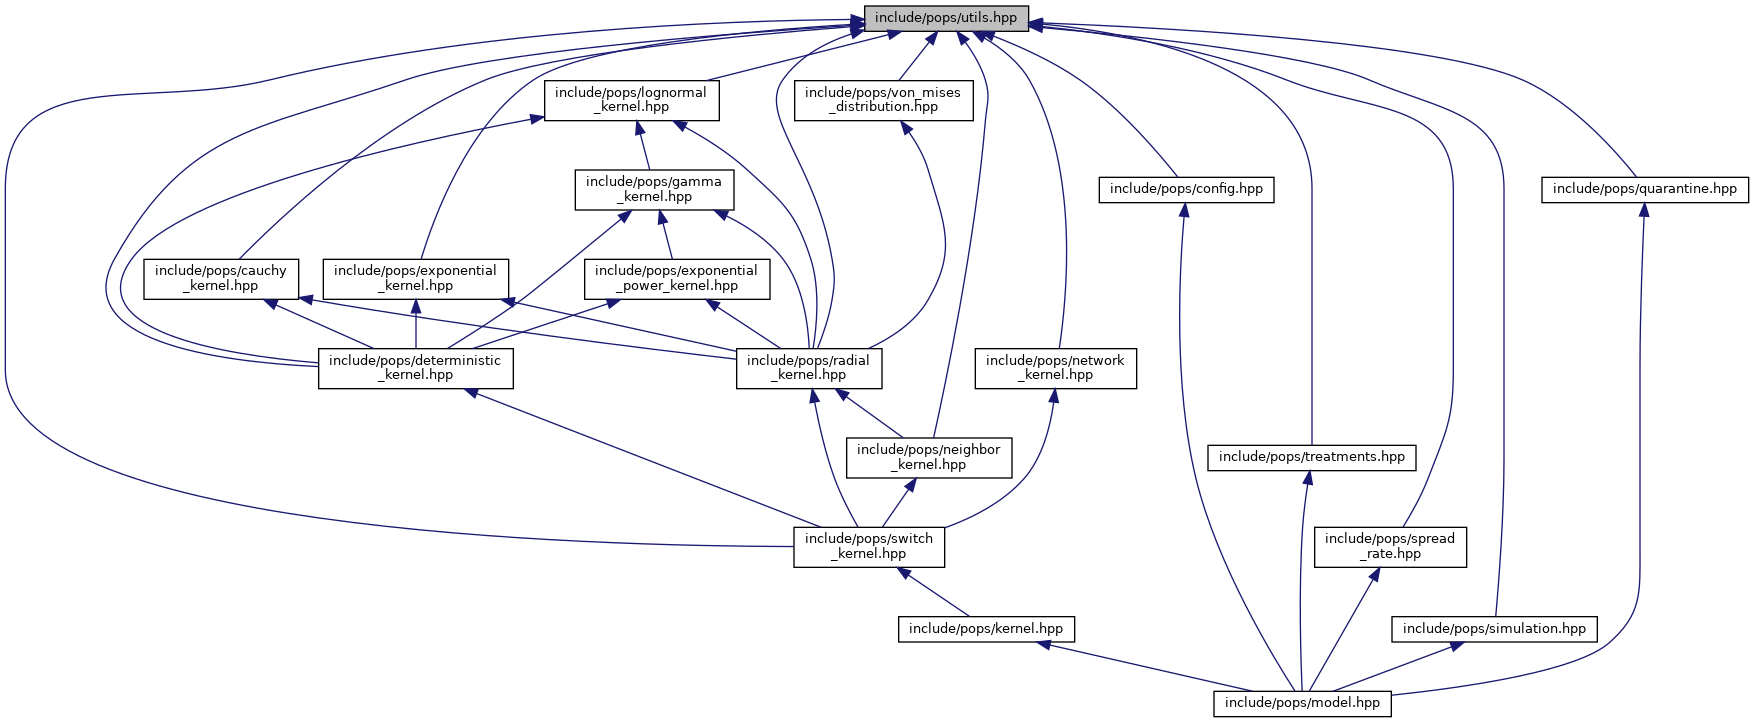 include/pops/utils.hpp
include/pops/lognormal
_kernel.hpp
include/pops/von_mises
_distribution.hpp
include/pops/gamma
_kernel.hpp
include/pops/config.hpp
include/pops/quarantine.hpp
include/pops/cauchy
_kernel.hpp
include/pops/exponential
_kernel.hpp
include/pops/exponential
_power_kernel.hpp
include/pops/deterministic
_kernel.hpp
include/pops/radial
_kernel.hpp
include/pops/network
_kernel.hpp
include/pops/neighbor
_kernel.hpp
include/pops/treatments.hpp
include/pops/switch
_kernel.hpp
include/pops/spread
_rate.hpp
include/pops/kernel.hpp
include/pops/simulation.hpp
include/pops/model.hpp